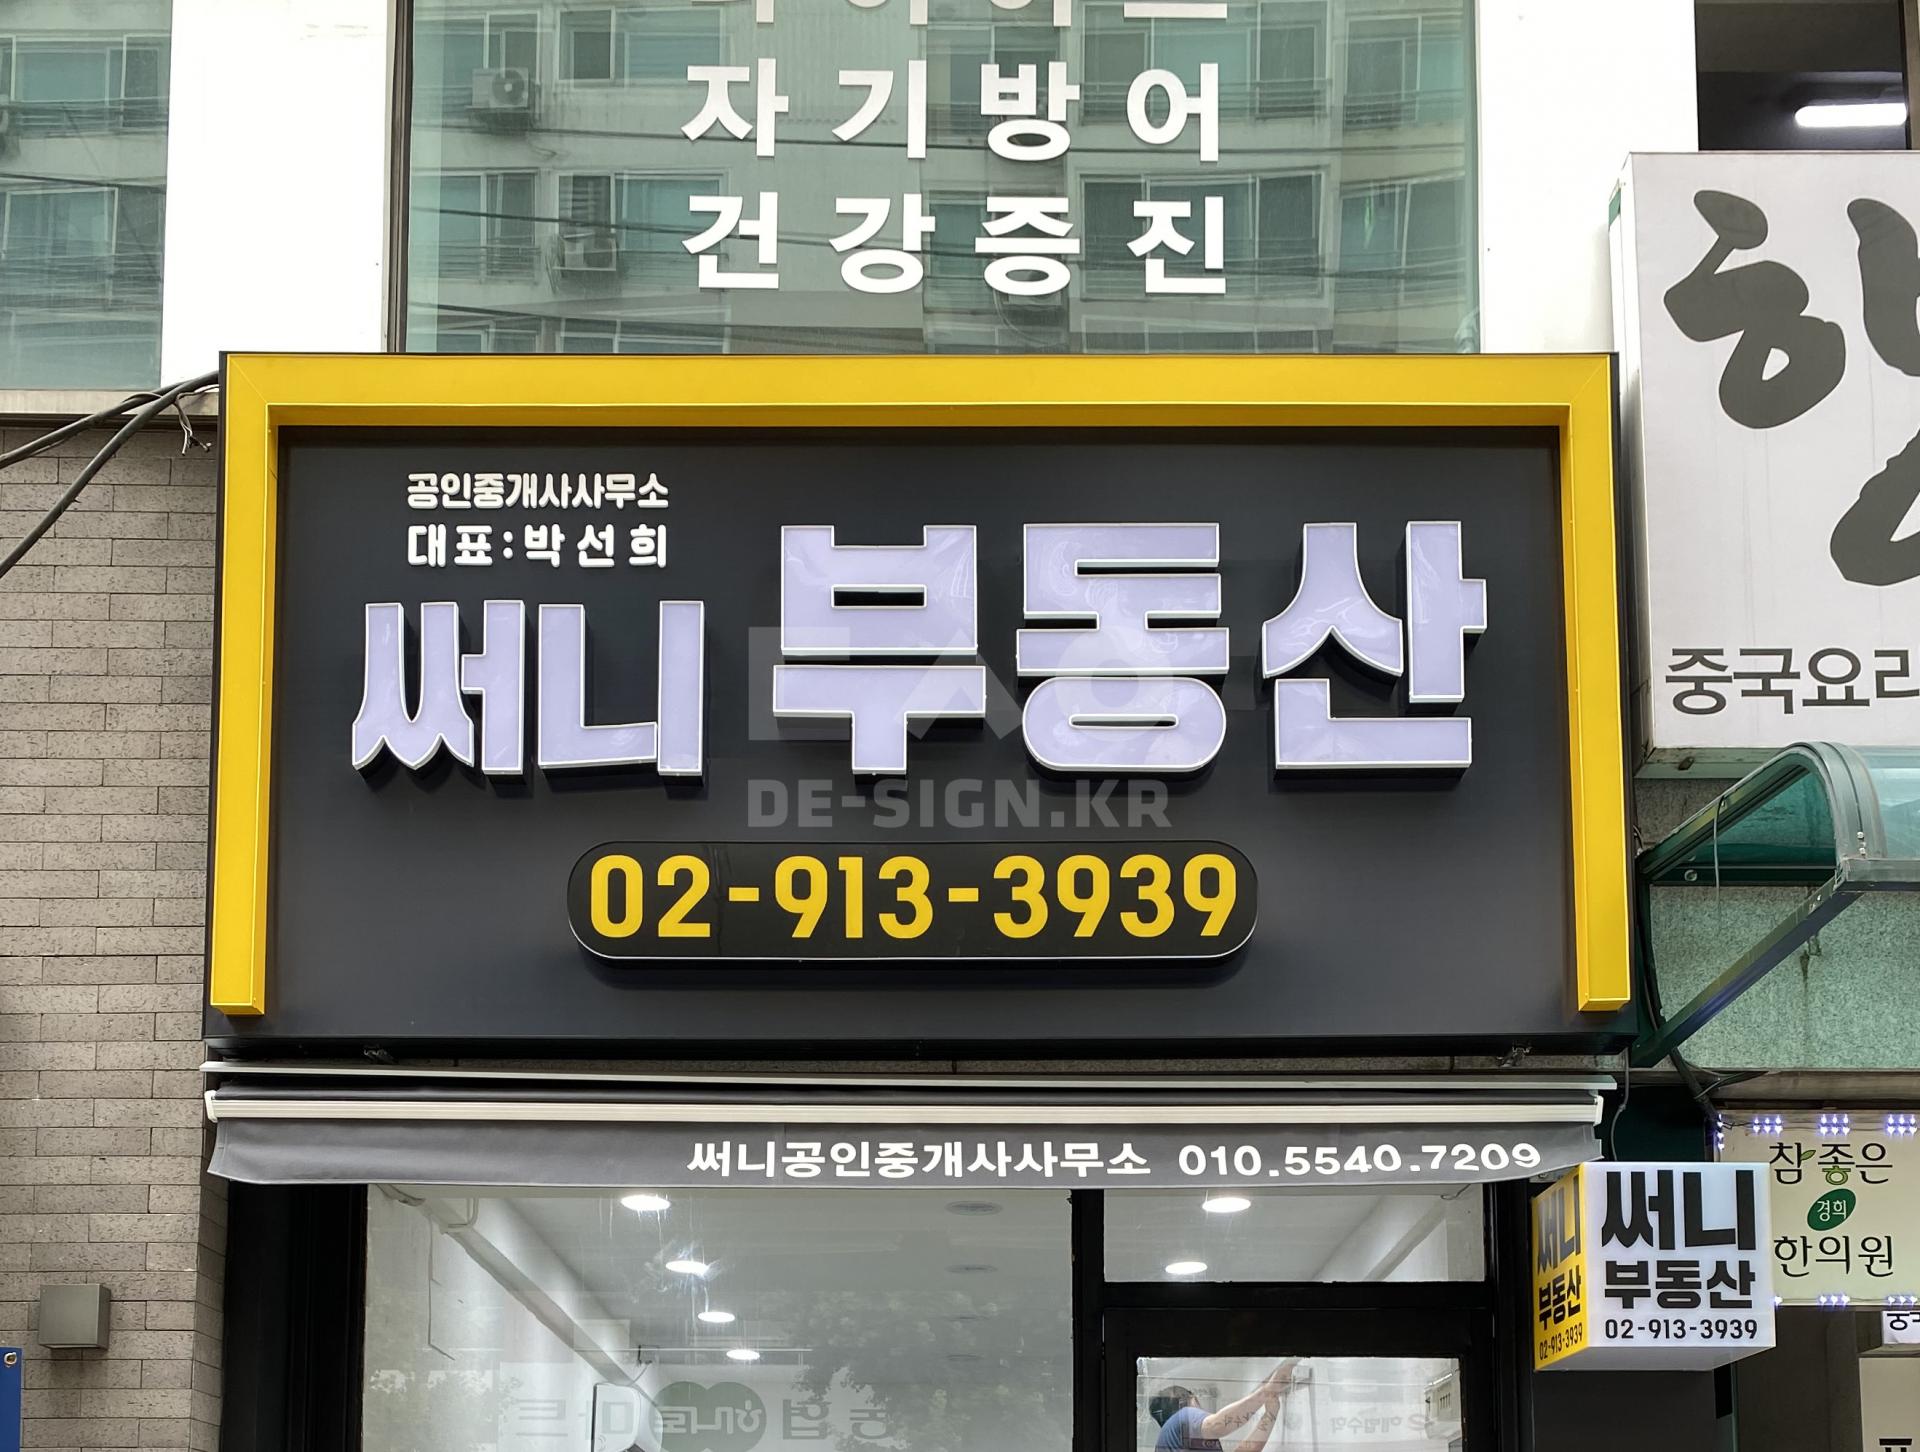 자기방어
건강증진
공인중개사사무소
대표:박선희
써니 부동산
DE-SIGN.KR
02-913-3939
써니공인중개사사무소 010.5540.7209
중국요리
참좋은
경희
한의원
써니
부동산
02-913-3939
써니
부동산
02-913-3939